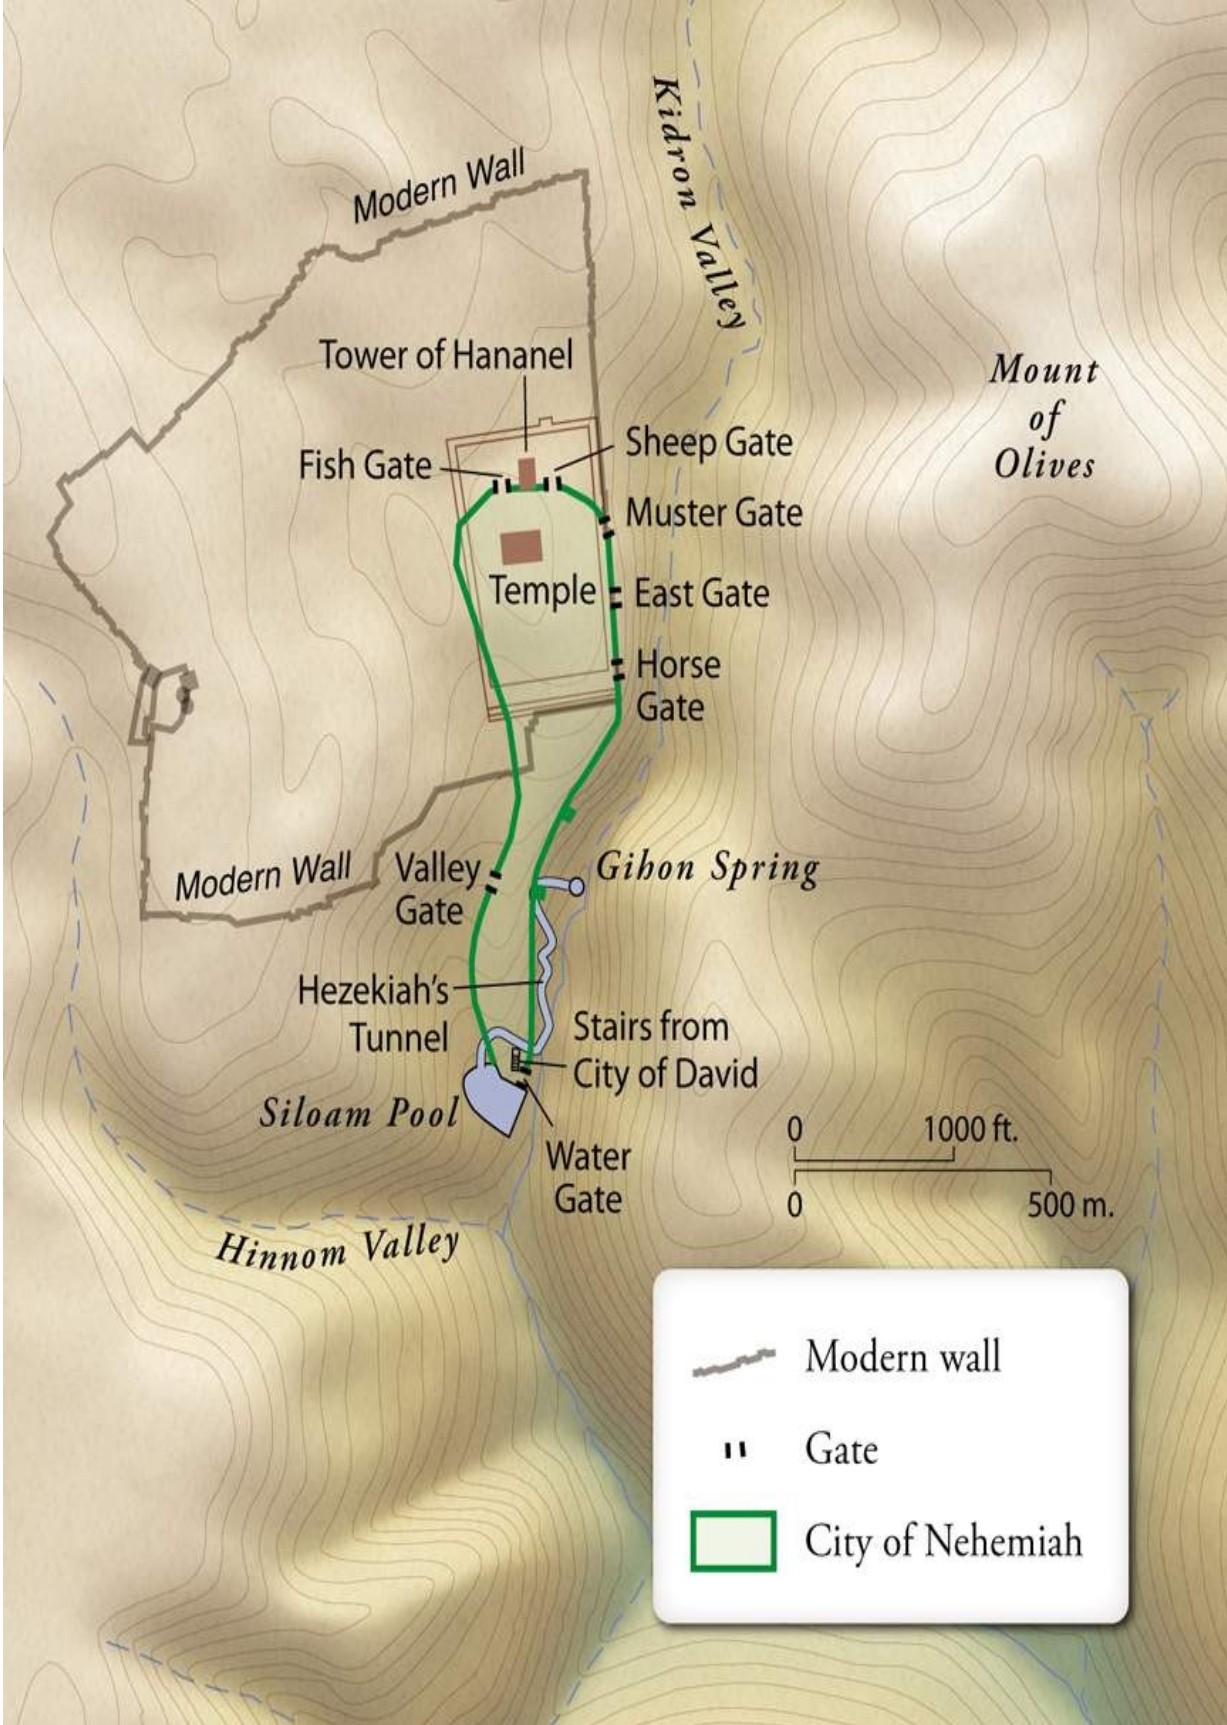 Kidron Valley
Modern Wall
Tower of Hananel
Mount
of
Olives
Sheep Gate
Fish Gate
Muster Gate
Temple
East Gate
Horse
Gate
Modern Wall
Valley
Gate
Gihon Spring
Hezekiah's
Tunnel
Stairs from
City of David
Siloam Pool
Water
Gate
0 1000 ft.
0 500 m.
Hinnom Valley
Modern wall
Gate
City of Nehemiah